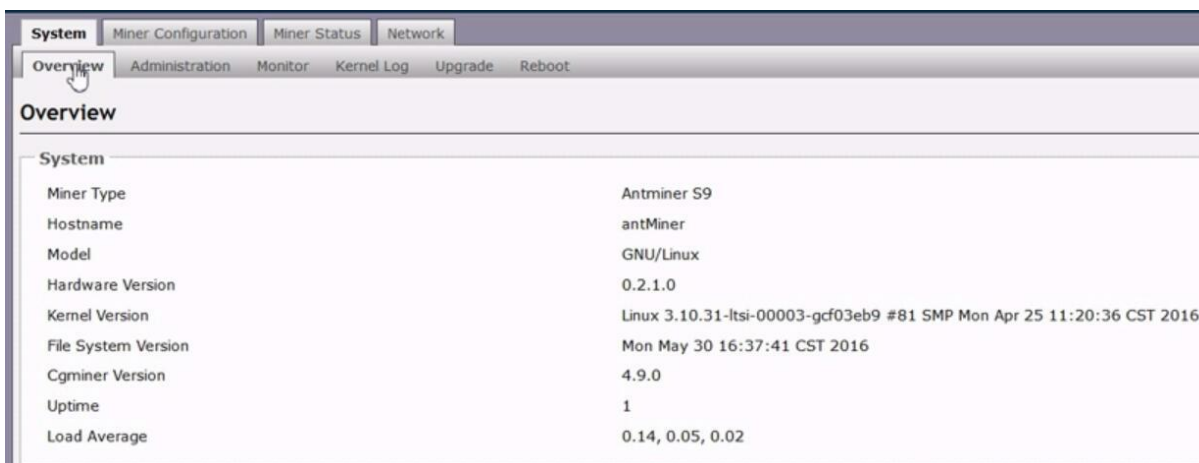 System Miner Configuration Miner Status Network
Overview Administration Monitor Kernel Log Upgrade Reboot
Overview
System
Miner Type Antminer S9
Hostname antMiner
Model GNU/Linux
Hardware Version 0.2.1.0
Kernel Version Linux 3.10.31-ltsi-00003-gcf03eb9 #81 SMP Mon Apr 25 11:20:36 CST 2016
File System Version Mon May 30 16:37:41 CST 2016
Cgminer Version 4.9.0
Uptime 1
Load Average 0.14, 0.05, 0.02